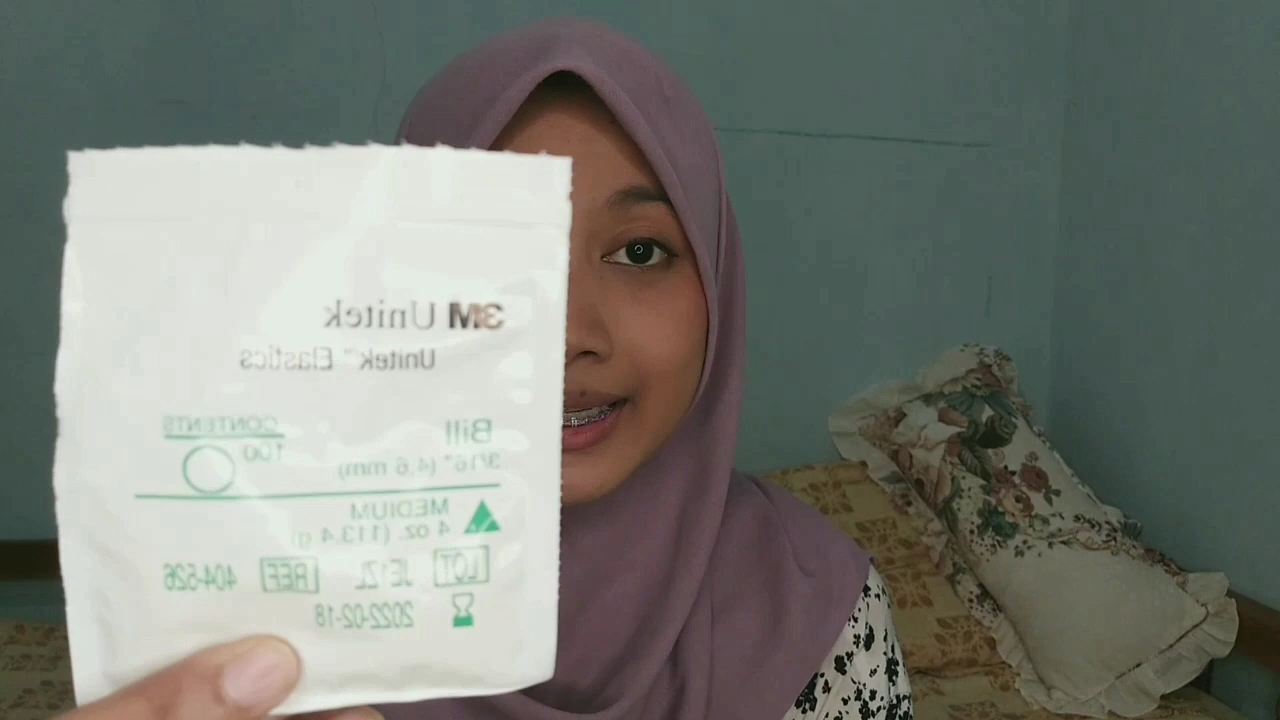 3M Unitek
Unitek™ Elastics
Bill
3/16" (4.6 mm)
CONTENTS
100
MEDIUM
4 oz. (113.4 g)
LOT JE1ZL REF 404-526
2022-02-18